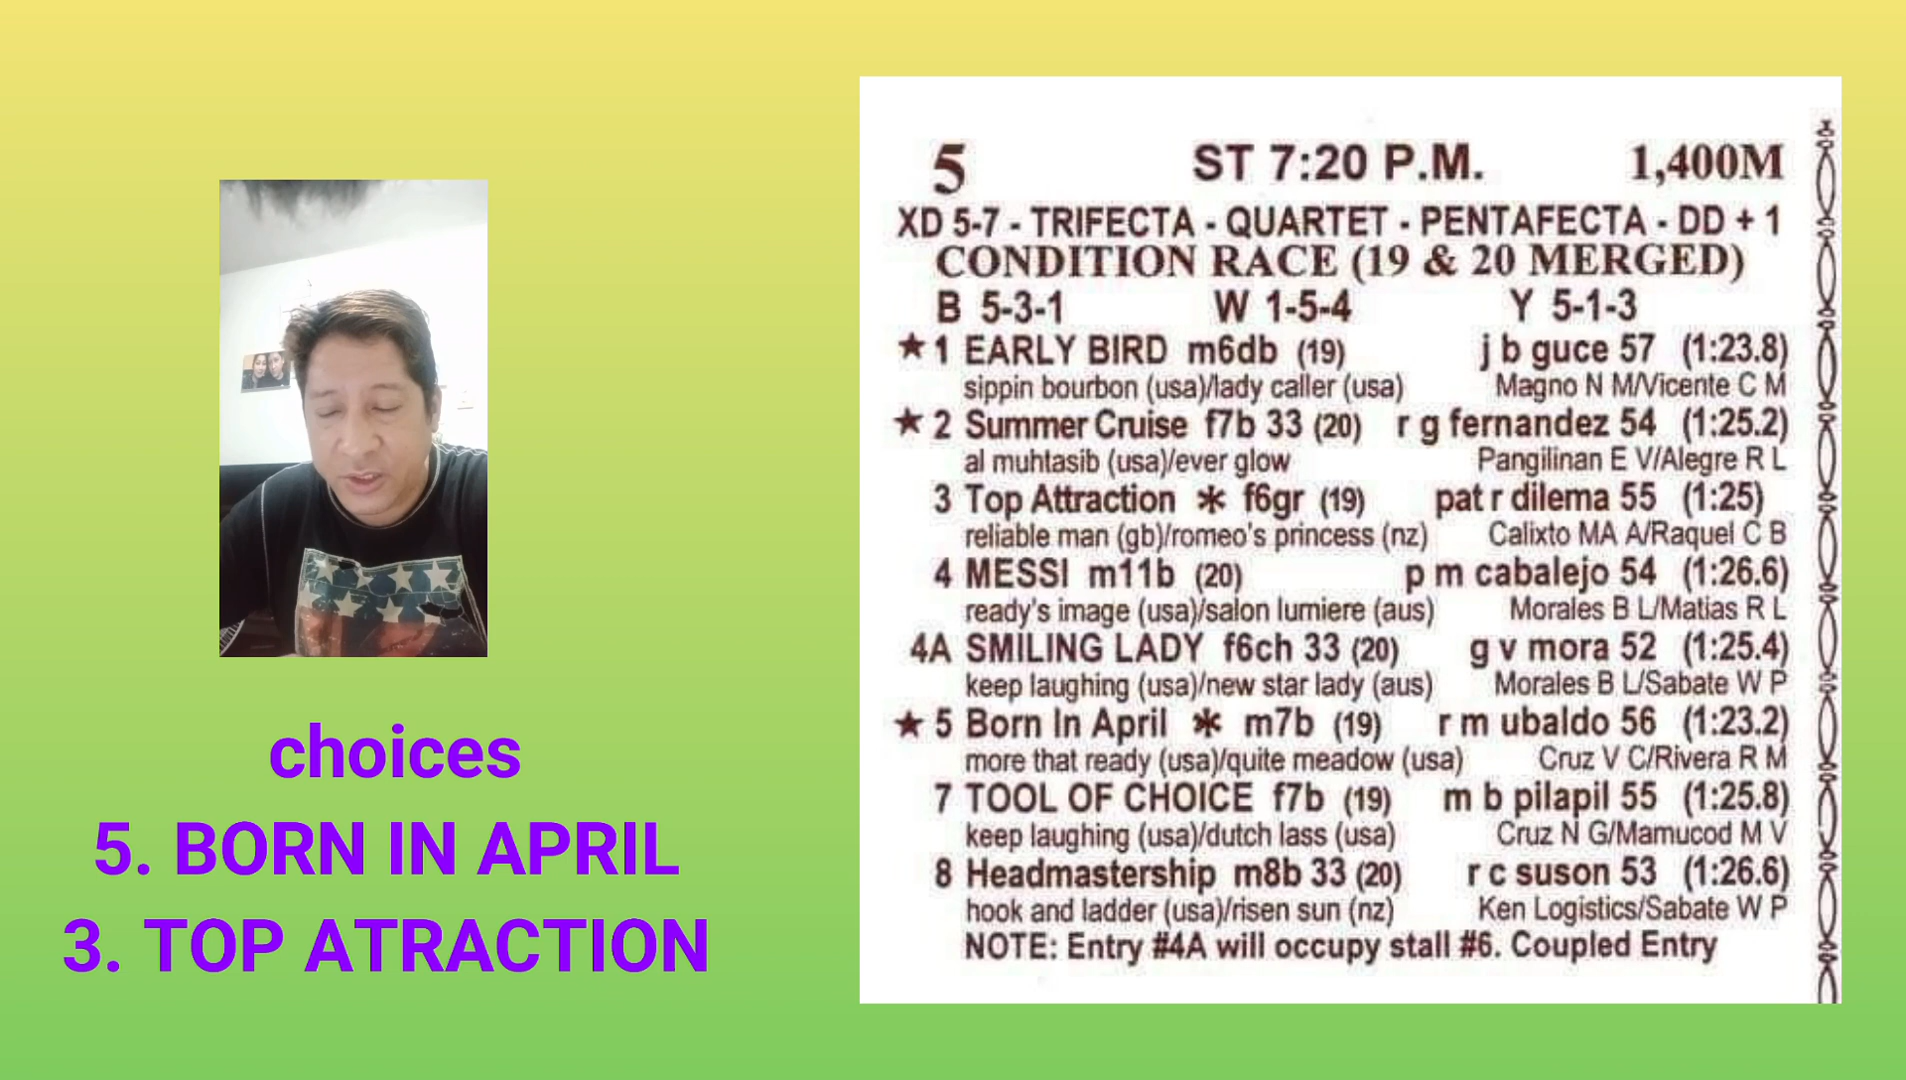 choices
5. BORN IN APRIL
3. TOP ATRACTION
5 ST 7:20 P.M. 1,400M
XD 5-7 - TRIFECTA - QUARTET - PENTAFECTA - DD + 1
CONDITION RACE (19 & 20 MERGED)
B 5-3-1 W 1-5-4 Y 5-1-3
★ 1 EARLY BIRD m6db (19) j b guce 57 (1:23.8)
sippin bourbon (usa)/lady caller (usa) Magno N M/Vicente C M
★ 2 Summer Cruise f7b 33 (20) r g fernandez 54 (1:25.2)
al muhtasib (usa)/ever glow Pangilinan E V/Alegre R L
3 Top Attraction * f6gr (19) pat r dilema 55 (1:25)
reliable man (gb)/romeo's princess (nz) Calixto MA A/Raquel C B
4 MESSI m11b (20) p m cabalejo 54 (1:26.6)
ready's image (usa)/salon lumiere (aus) Morales B L/Matias R L
4A SMILING LADY f6ch 33 (20) g v mora 52 (1:25.4)
keep laughing (usa)/new star lady (aus) Morales B L/Sabate W P
★ 5 Born In April * m7b (19) r m ubaldo 56 (1:23.2)
more that ready (usa)/quite meadow (usa) Cruz V C/Rivera R M
7 TOOL OF CHOICE f7b (19) m b pilapil 55 (1:25.8)
keep laughing (usa)/dutch lass (usa) Cruz N G/Mamucod M V
8 Headmastership m8b 33 (20) r c suson 53 (1:26.6)
hook and ladder (usa)/risen sun (nz) Ken Logistics/Sabate W P
NOTE: Entry #4A will occupy stall #6. Coupled Entry